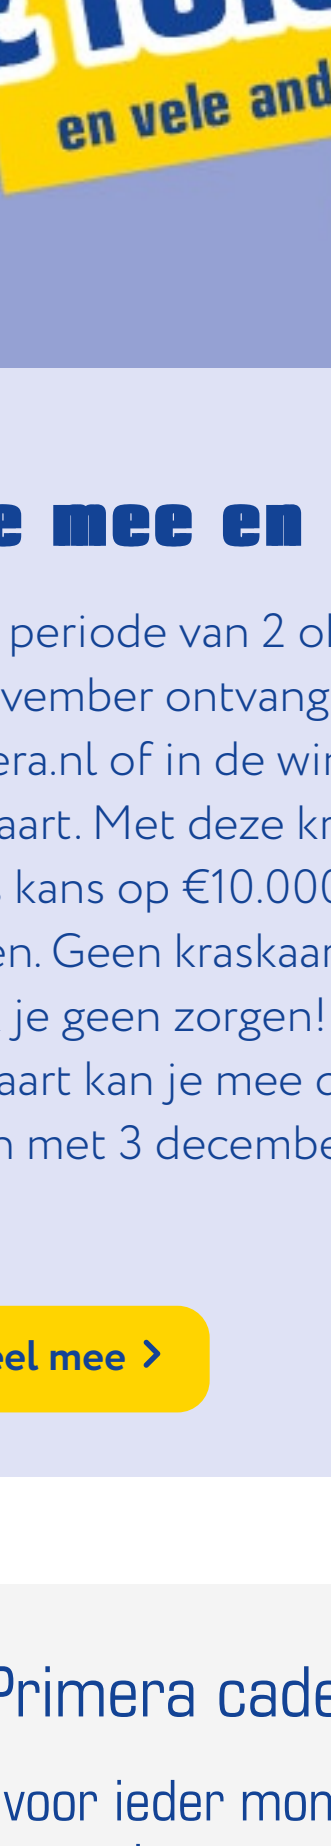 en vele and
e mee en
periode van 2 o
vember ontvang
era.nl of in de wi
aart. Met deze kr
kans op €10.000
en. Geen kraskaar
je geen zorgen!
aart kan je mee
n met 3 decembe
eel mee
Primera cade
voor ieder mon